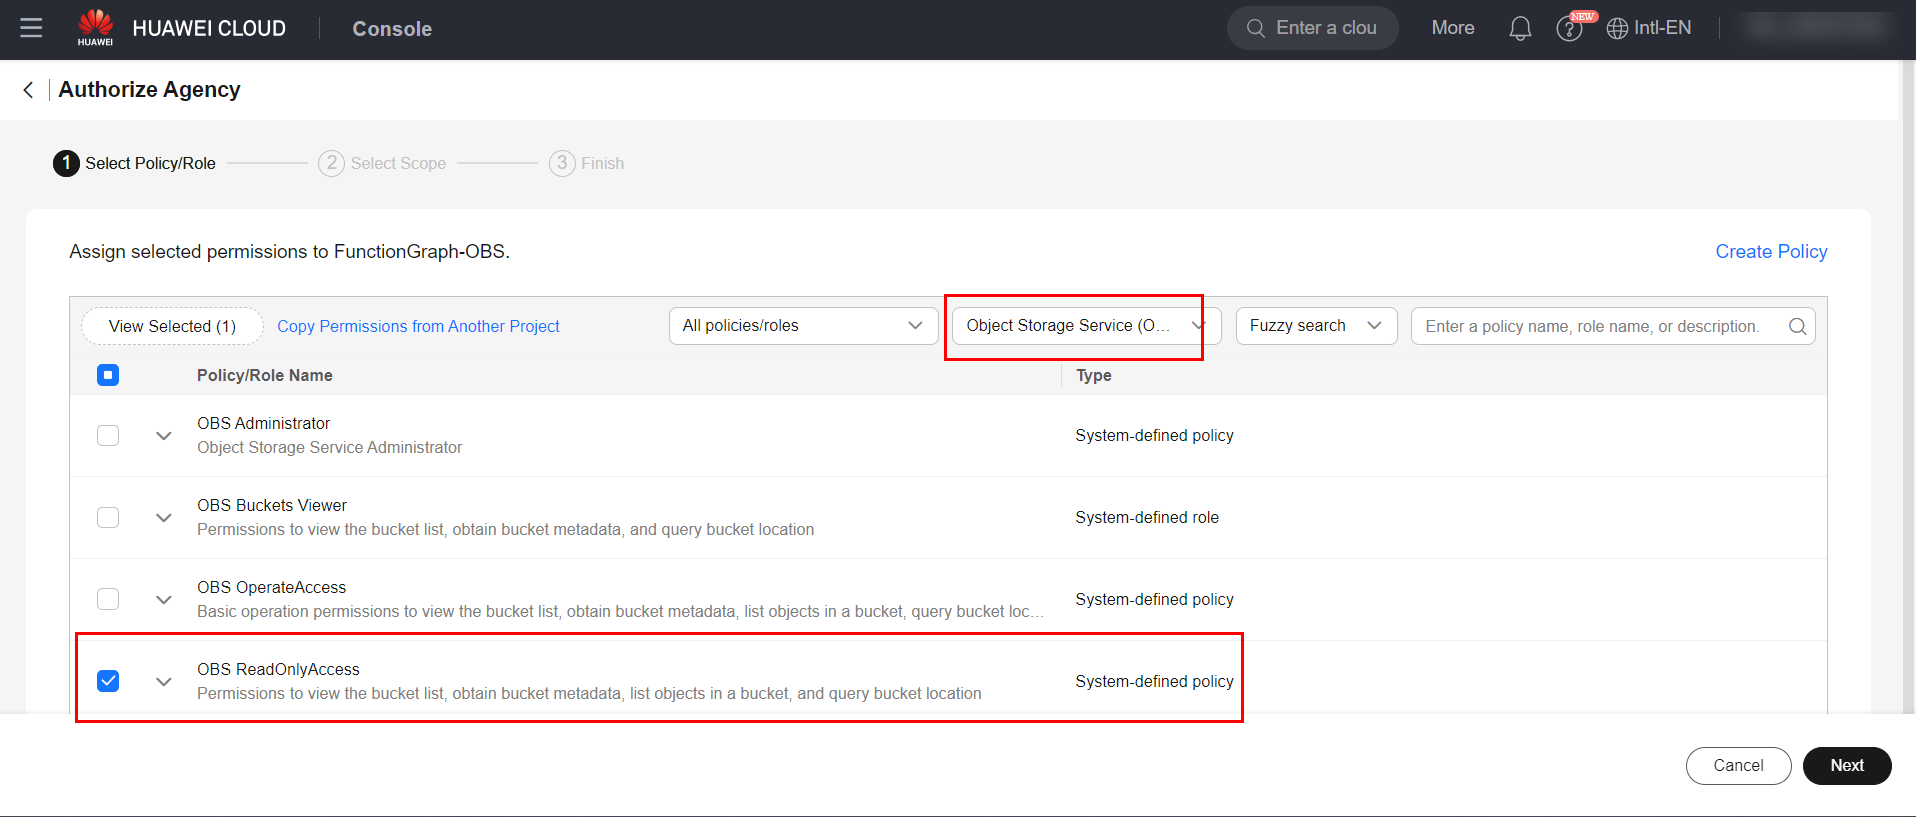 HUAWEI
HUAWEI CLOUD
Console
Enter a clou
More
NEW
?
Intl-EN
Authorize Agency
1 Select Policy/Role
2 Select Scope
3 Finish
Assign selected permissions to FunctionGraph-OBS.
Create Policy
View Selected (1)
Copy Permissions from Another Project
All policies/roles
Object Storage Service (O...
Fuzzy search
Enter a policy name, role name, or description.
Policy/Role Name
Type
OBS Administrator
Object Storage Service Administrator
System-defined policy
OBS Buckets Viewer
Permissions to view the bucket list, obtain bucket metadata, and query bucket location
System-defined role
OBS OperateAccess
Basic operation permissions to view the bucket list, obtain bucket metadata, list objects in a bucket, query bucket loc...
System-defined policy
OBS ReadOnlyAccess
Permissions to view the bucket list, obtain bucket metadata, list objects in a bucket, and query bucket location
System-defined policy
Cancel
Next